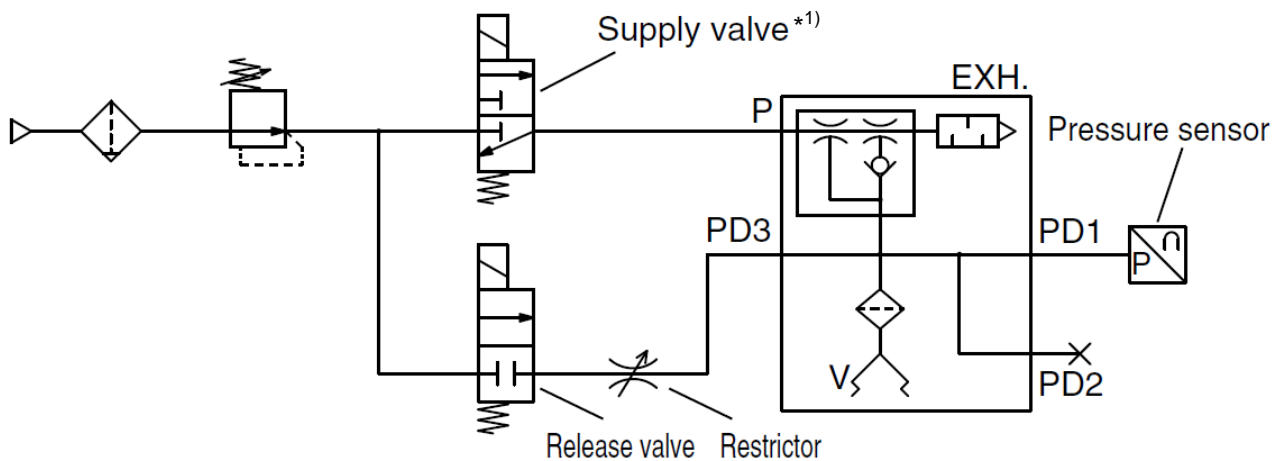 Supply valve *1)
EXH.
P
Pressure sensor
PD3
PD1
P
V
PD2
Release valve
Restrictor